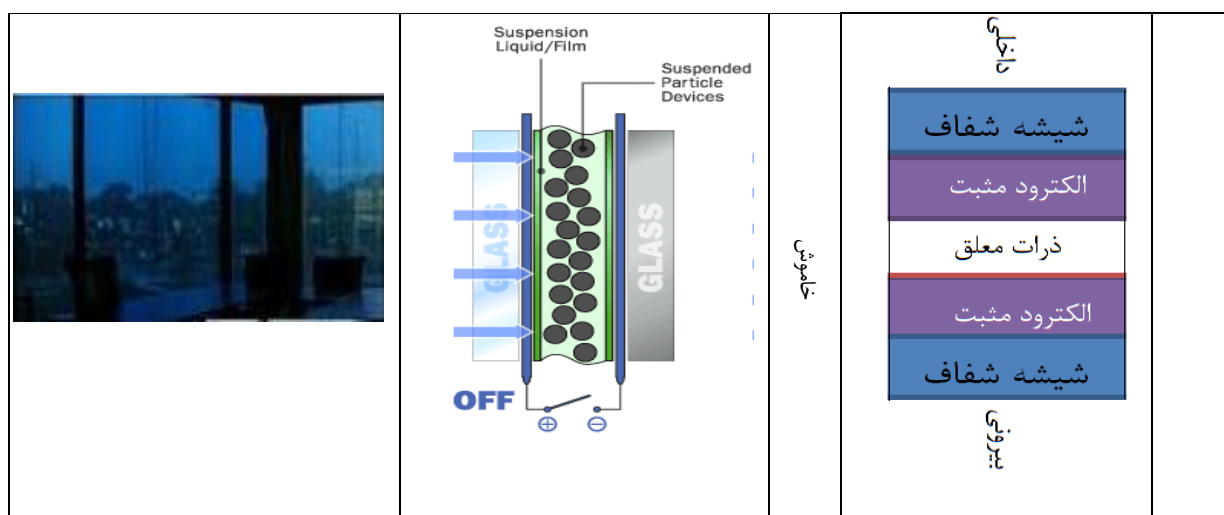 Suspension
Liquid/Film
Suspended
Particle
Devices
GLASS
GLASS
OFF
+
−
خاموش
داخلی
شیشه شفاف
الکترود مثبت
ذرات معلق
الکترود مثبت
شیشه شفاف
بیرونی